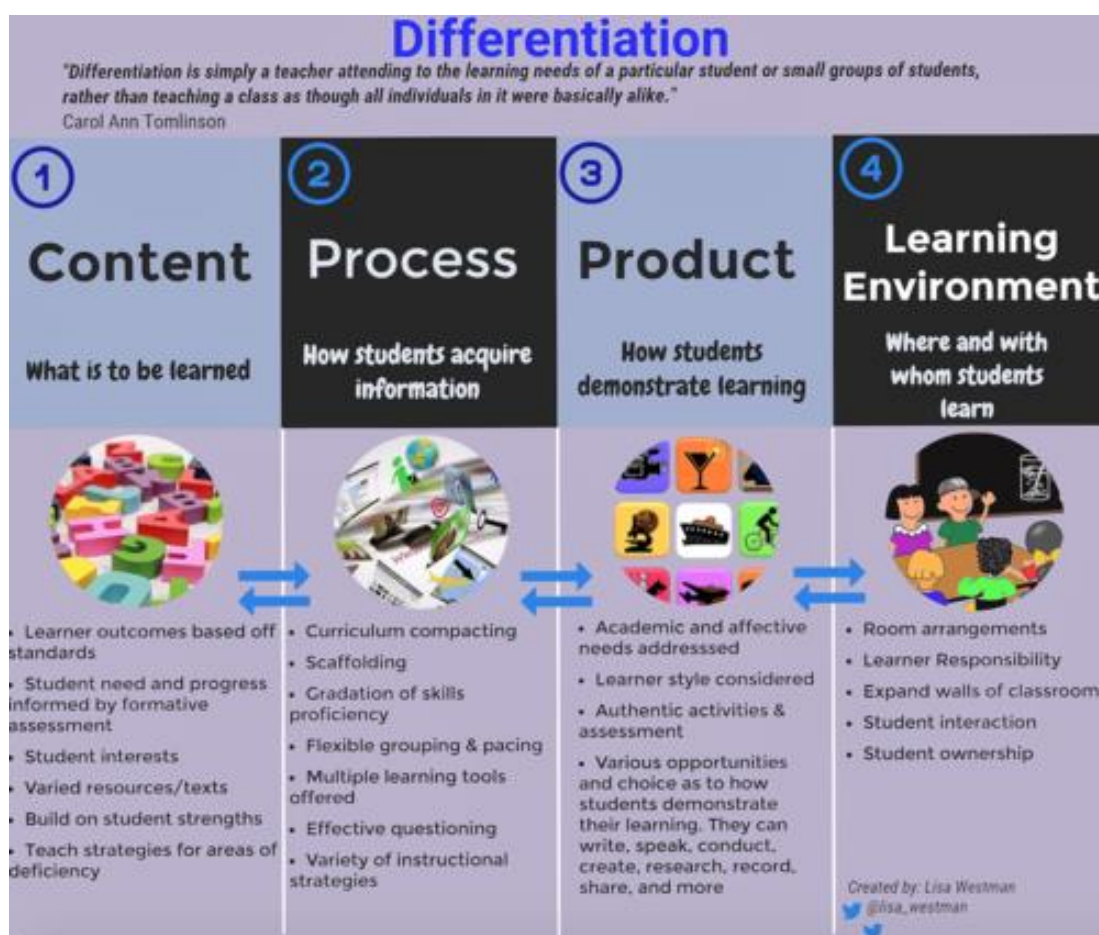 Differentiation
"Differentiation is simply a teacher attending to the learning needs of a particular student or small groups of students,
rather than teaching a class as though all individuals in it were basically alike."
Carol Ann Tomlinson
1
Content
What is to be learned
• Learner outcomes based off
standards
• Student need and progress
informed by formative
assessment
• Student interests
• Varied resources/texts
• Build on student strengths
• Teach strategies for areas of
deficiency
2
Process
How students acquire
information
• Curriculum compacting
• Scaffolding
• Gradation of skills
proficiency
• Flexible grouping & pacing
• Multiple learning tools
offered
• Effective questioning
• Variety of instructional
strategies
3
Product
How students
demonstrate learning
• Academic and affective
needs addresssed
• Learner style considered
• Authentic activities &
assessment
• Various opportunities
and choice as to how
students demonstrate
their learning. They can
write, speak, conduct,
create, research, record,
share, and more
4
Learning
Environment
Where and with
whom students
learn
• Room arrangements
• Learner Responsibility
• Expand walls of classroom
• Student interaction
• Student ownership
Created by: Lisa Westman
@lisa_westman